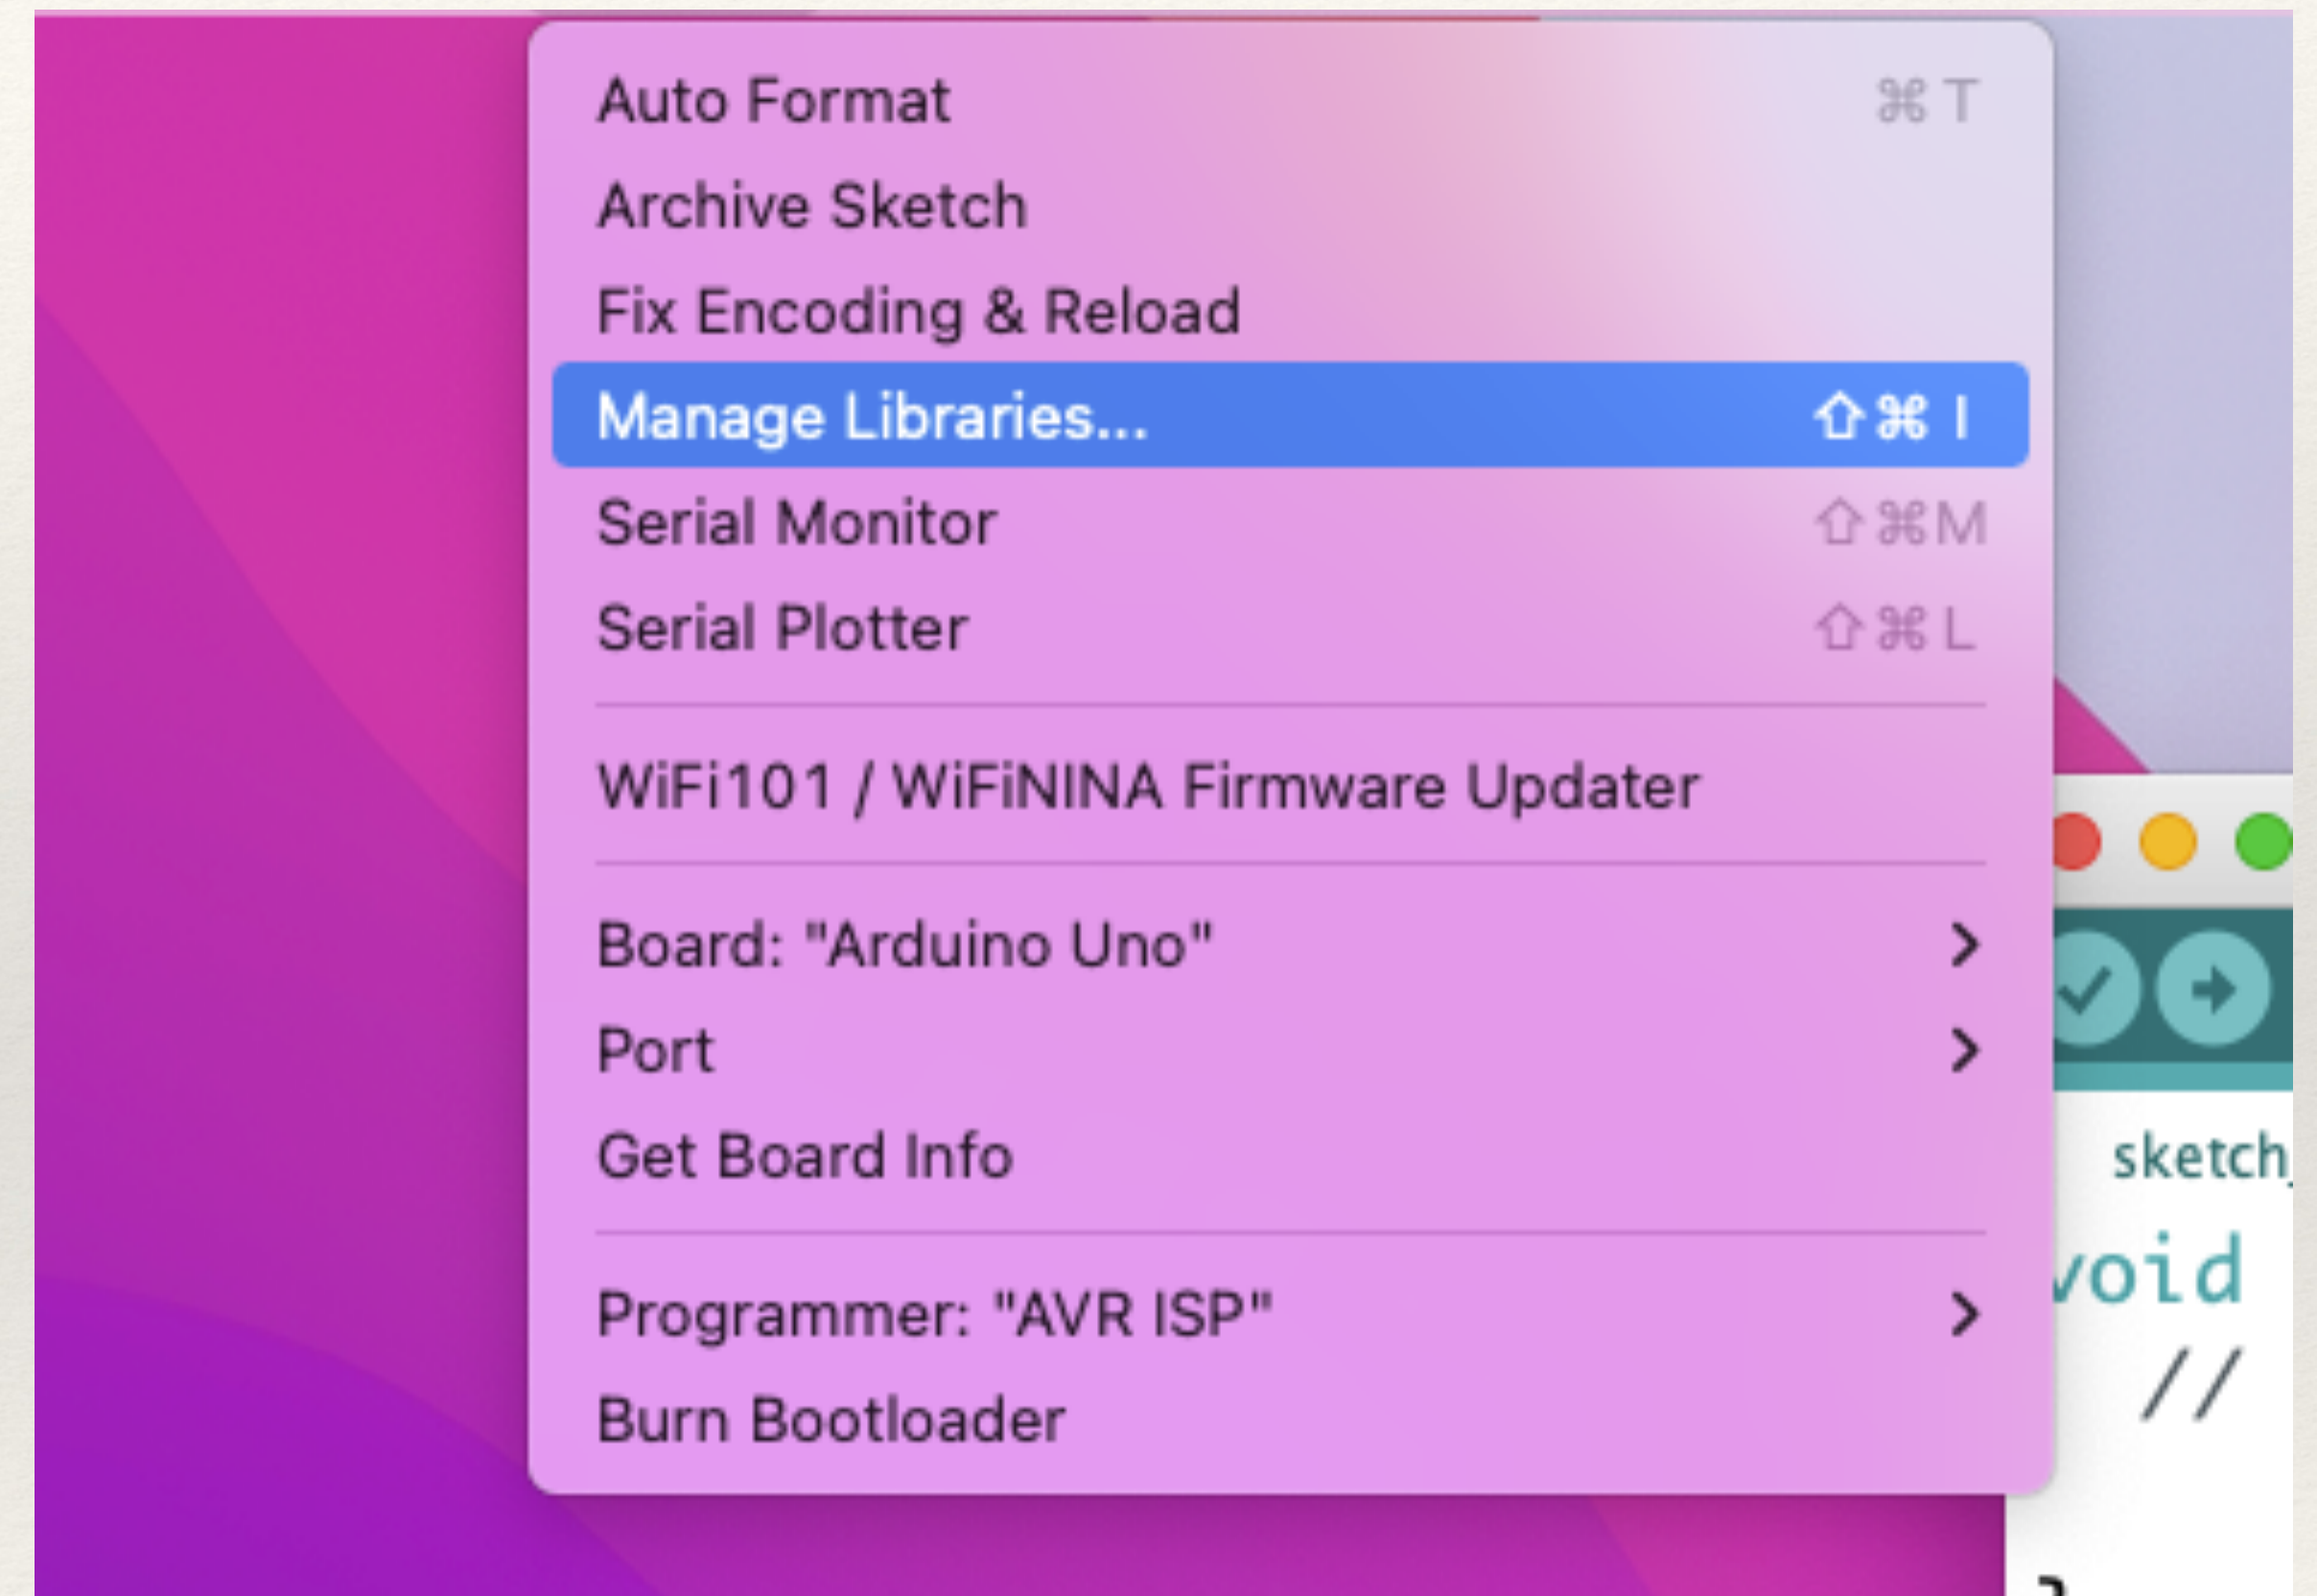 Auto Format ⌘T
Archive Sketch
Fix Encoding & Reload
Manage Libraries... ⇧⌘I
Serial Monitor ⇧⌘M
Serial Plotter ⇧⌘L
WiFi101 / WiFiNINA Firmware Updater
Board: "Arduino Uno"
Port
Get Board Info
Programmer: "AVR ISP"
Burn Bootloader
sketch_
void
//
}